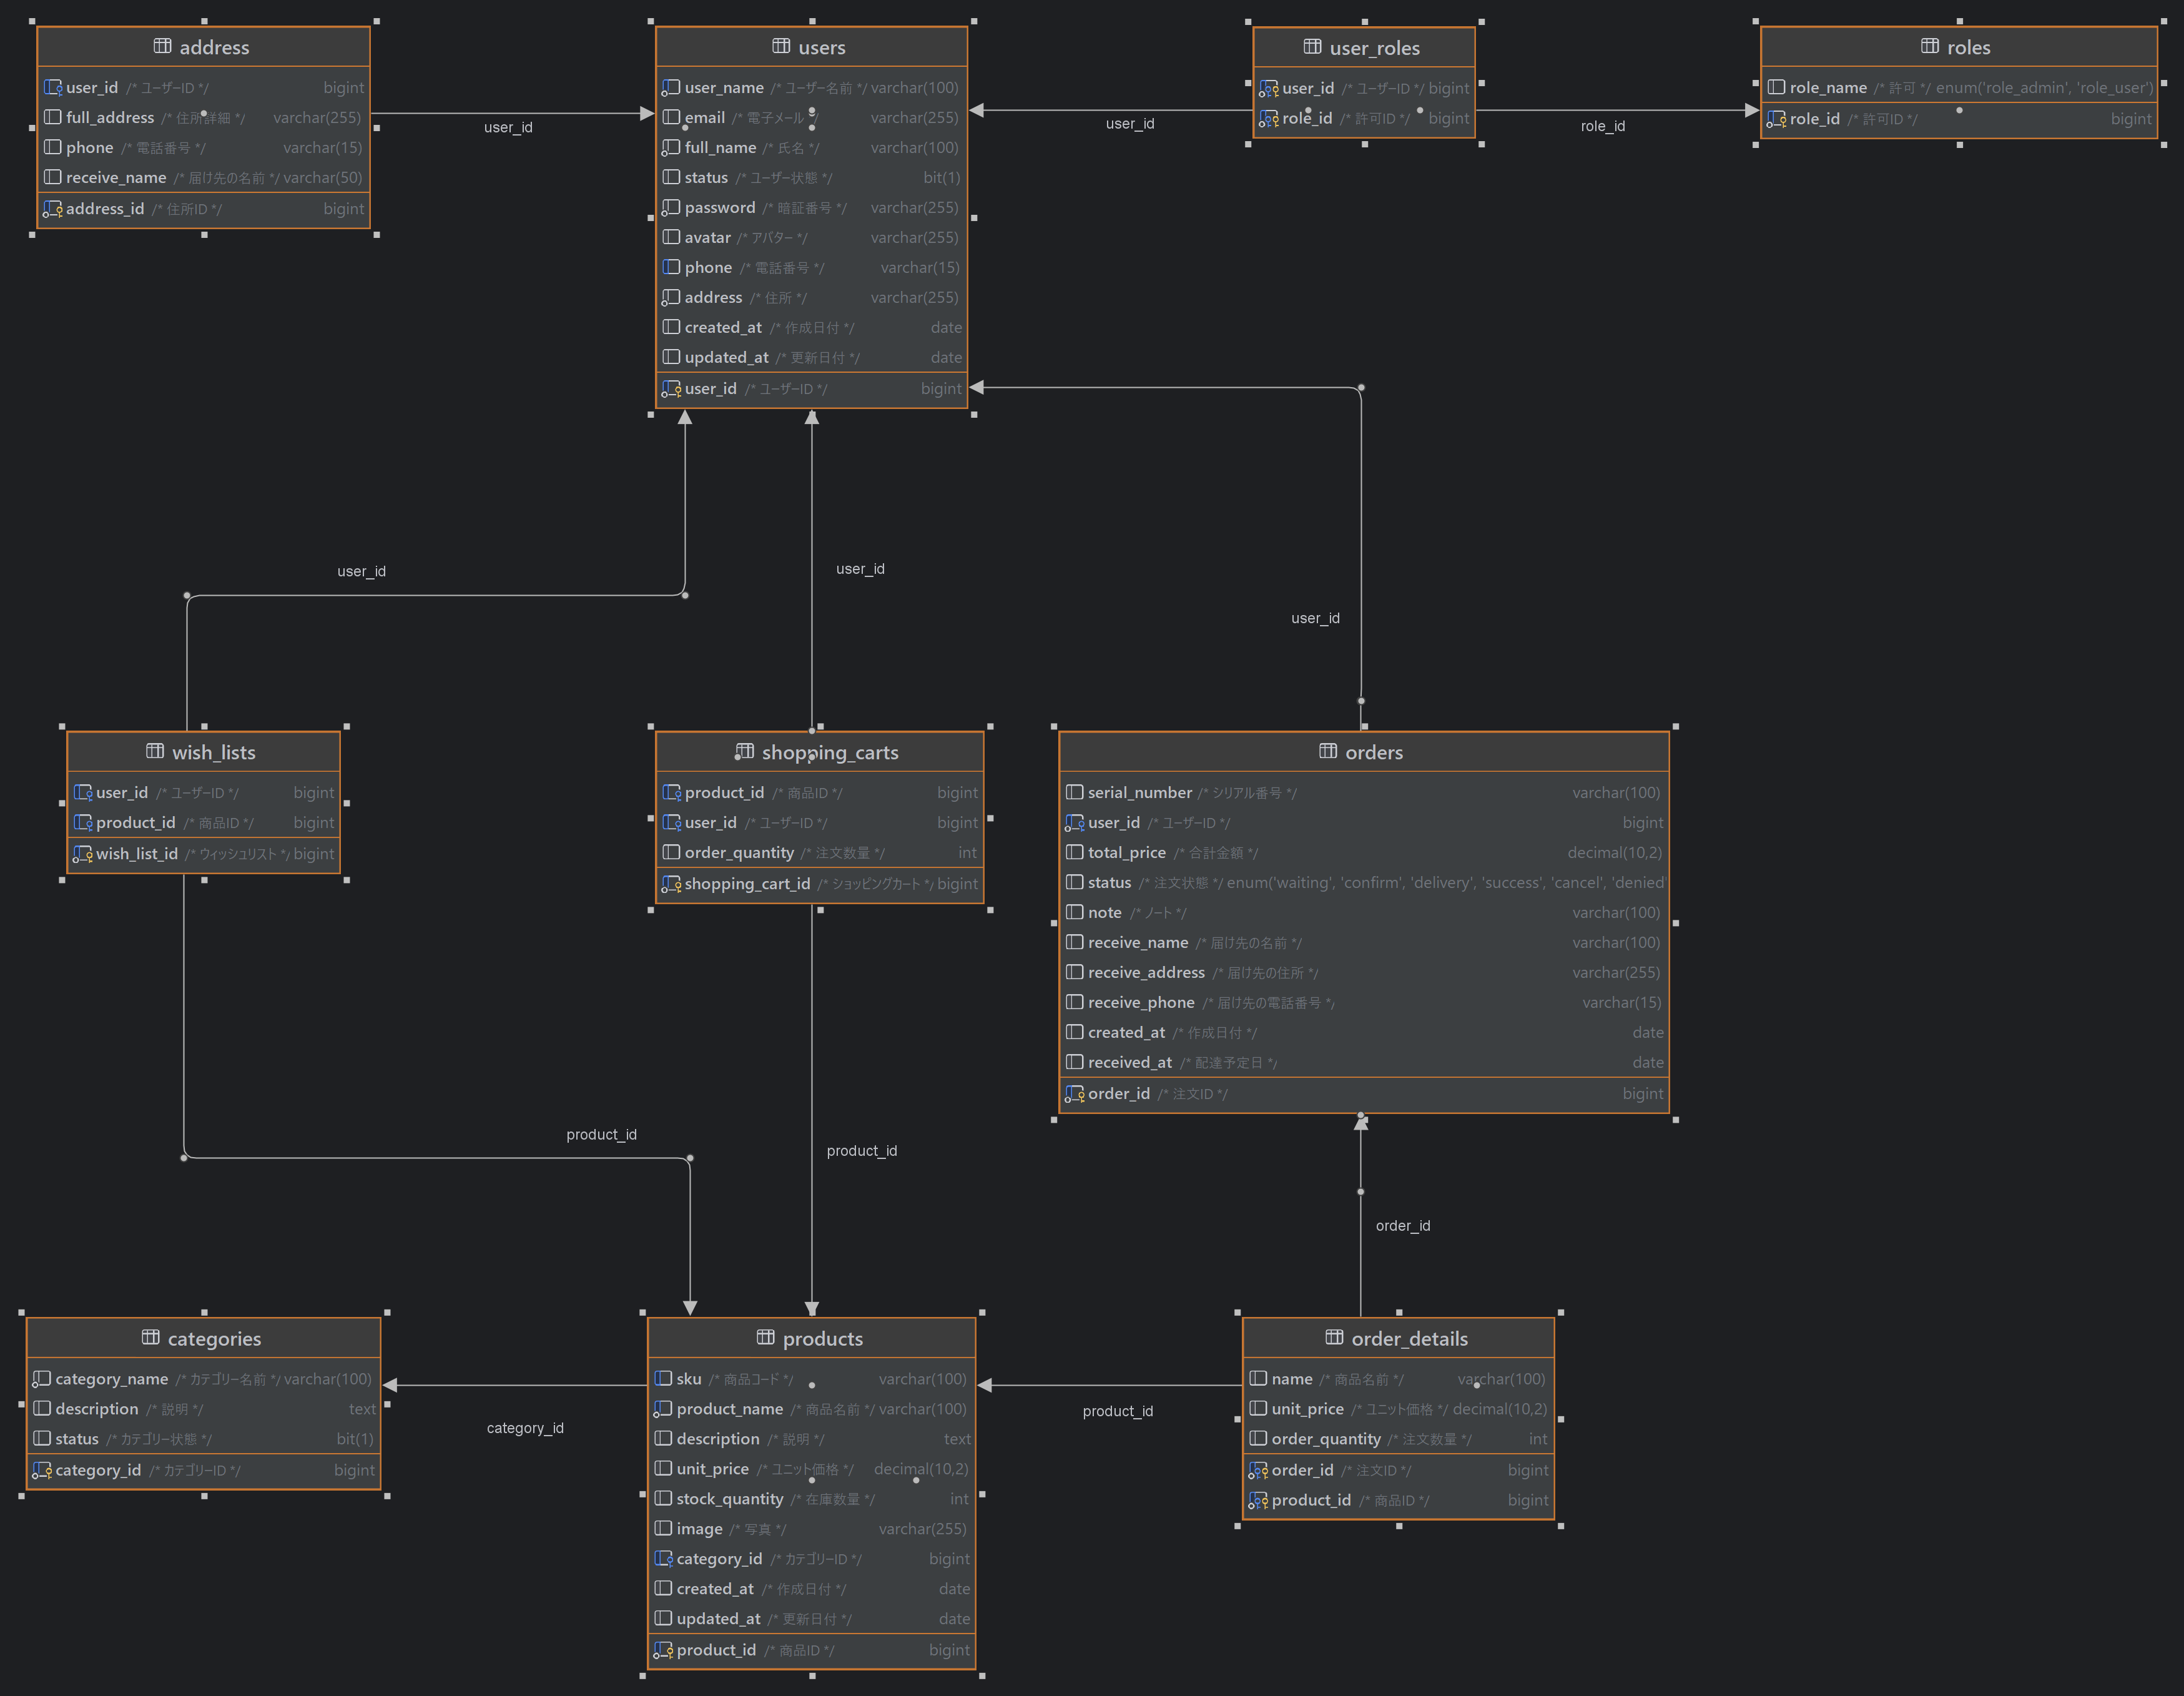 address
user_id /* ユーザーID */ bigint
full_address /* 住所詳細 */ varchar(255)
phone /* 電話番号 */ varchar(15)
receive_name /* 届け先の名前 */ varchar(50)
address_id /* 住所ID */ bigint
user_id
users
user_name /* ユーザー名前 */ varchar(100)
email /* 電子メール */ varchar(255)
full_name /* 氏名 */ varchar(100)
status /* ユーザー状態 */ bit(1)
password /* 暗証番号 */ varchar(255)
avatar /* アバター */ varchar(255)
phone /* 電話番号 */ varchar(15)
address /* 住所 */ varchar(255)
created_at /* 作成日付 */ date
updated_at /* 更新日付 */ date
user_id /* ユーザーID */ bigint
user_id
user_roles
user_id /* ユーザーID */ bigint
role_id /* 許可ID */ bigint
role_id
roles
role_name /* 許可 */ enum('role_admin', 'role_user')
role_id /* 許可ID */ bigint
user_id
user_id
user_id
wish_lists
user_id /* ユーザーID */ bigint
product_id /* 商品ID */ bigint
wish_list_id /* ウィッシュリスト */ bigint
shopping_carts
product_id /* 商品ID */ bigint
user_id /* ユーザーID */ bigint
order_quantity /* 注文数量 */ int
shopping_cart_id /* ショッピングカート */ bigint
orders
serial_number /* シリアル番号 */ varchar(100)
user_id /* ユーザーID */ bigint
total_price /* 合計金額 */ decimal(10,2)
status /* 注文状態 */ enum('waiting', 'confirm', 'delivery', 'success', 'cancel', 'denied'
note /* ノート */ varchar(100)
receive_name /* 届け先の名前 */ varchar(100)
receive_address /* 届け先の住所 */ varchar(255)
receive_phone /* 届け先の電話番号 */ varchar(15)
created_at /* 作成日付 */ date
received_at /* 配達予定日 */ date
order_id /* 注文ID */ bigint
product_id
product_id
order_id
categories
category_name /* カテゴリー名前 */ varchar(100)
description /* 説明 */ text
status /* カテゴリー状態 */ bit(1)
category_id /* カテゴリーID */ bigint
category_id
products
sku /* 商品コード */ varchar(100)
product_name /* 商品名前 */ varchar(100)
description /* 説明 */ text
unit_price /* ユニット価格 */ decimal(10,2)
stock_quantity /* 在庫数量 */ int
image /* 写真 */ varchar(255)
category_id /* カテゴリーID */ bigint
created_at /* 作成日付 */ date
updated_at /* 更新日付 */ date
product_id /* 商品ID */ bigint
product_id
order_details
name /* 商品名前 */ varchar(100)
unit_price /* ユニット価格 */ decimal(10,2)
order_quantity /* 注文数量 */ int
order_id /* 注文ID */ bigint
product_id /* 商品ID */ bigint